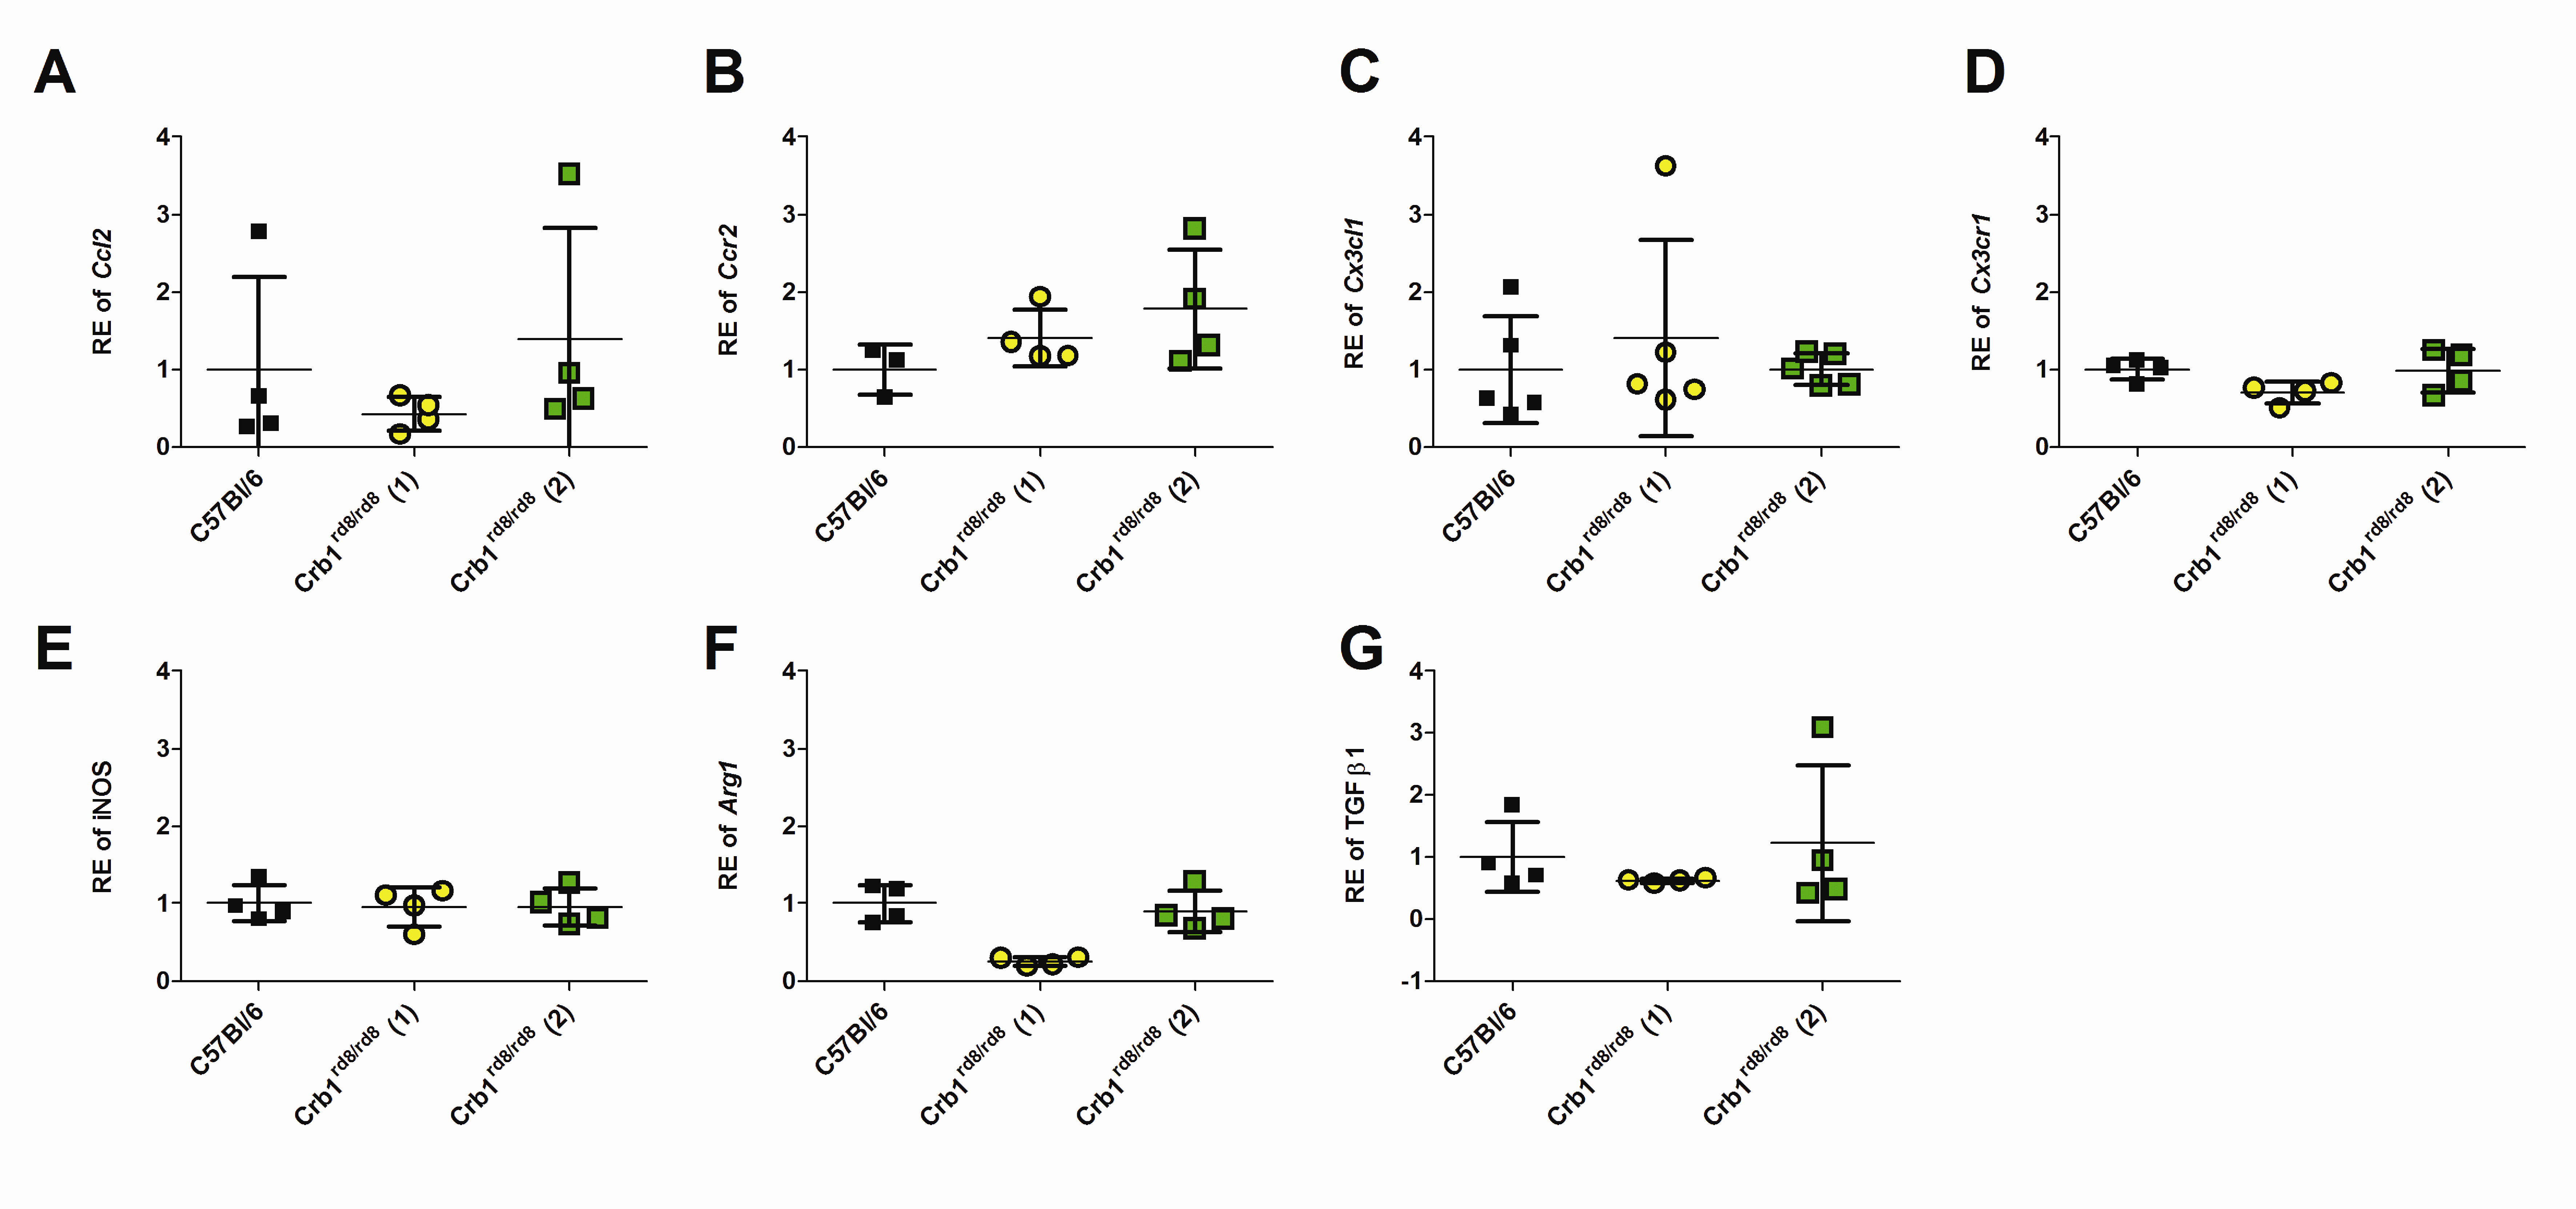 A
B
C
D
RE of Ccl2
4
3
2
1
0
C57Bl/6
Crb1 rd8/rd8 (1)
Crb1 rd8/rd8 (2)
RE of Ccr2
4
3
2
1
0
C57Bl/6
Crb1 rd8/rd8 (1)
Crb1 rd8/rd8 (2)
RE of Cx3cl1
4
3
2
1
0
C57Bl/6
Crb1 rd8/rd8 (1)
Crb1 rd8/rd8 (2)
RE of Cx3cr1
4
3
2
1
0
C57Bl/6
Crb1 rd8/rd8 (1)
Crb1 rd8/rd8 (2)
E
F
G
RE of iNOS
4
3
2
1
0
C57Bl/6
Crb1 rd8/rd8 (1)
Crb1 rd8/rd8 (2)
RE of Arg1
4
3
2
1
0
C57Bl/6
Crb1 rd8/rd8 (1)
Crb1 rd8/rd8 (2)
RE of TGFβ1
4
3
2
1
0
-1
C57Bl/6
Crb1 rd8/rd8 (1)
Crb1 rd8/rd8 (2)